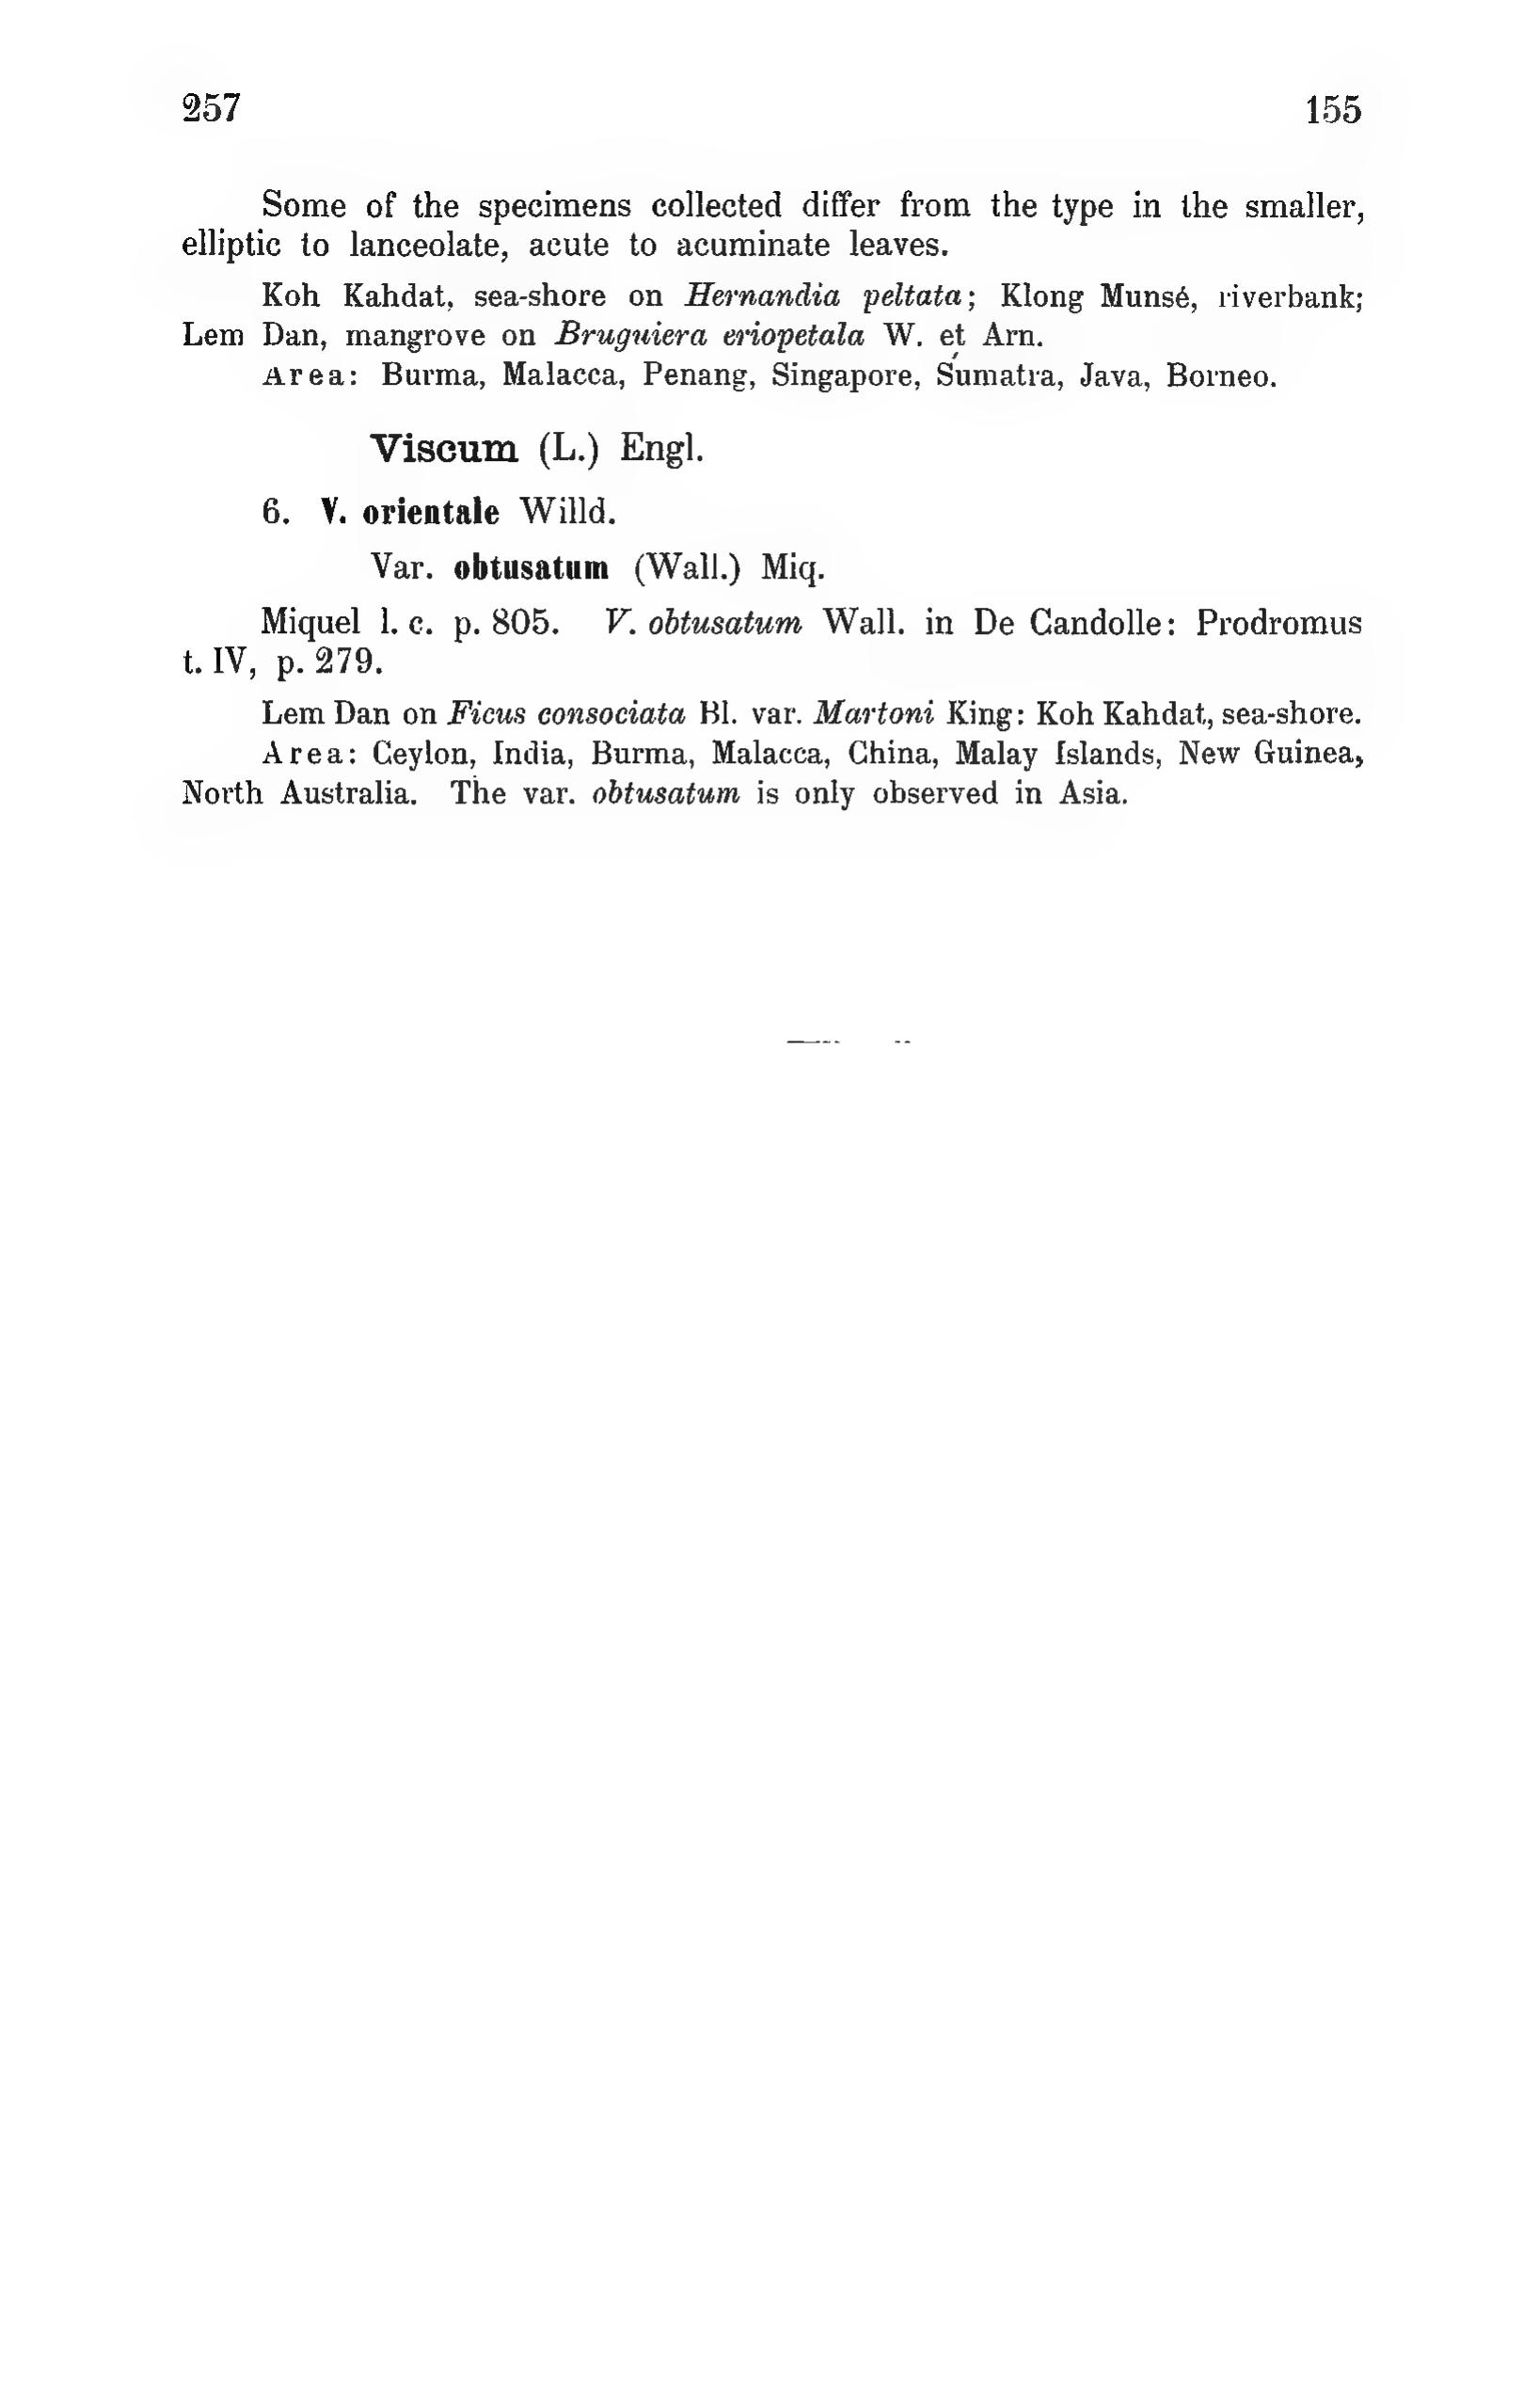 257 155
Some of the specimens collected differ from the type in the smaller,
elliptic to lanceolate, acute to acuminate leaves.
Koh Kahdat, sea-shore on Hernandia peltata; Klong Munsé, riverbank;
Lem Dan, mangrove on Bruguiera eriopetala W. et Arn.
Area: Burma, Malacca, Penang, Singapore, Sumatra, Java, Borneo.
Viscum (L.) Engl.
6. V. orientale Willd.
Var. obtusatum (Wall.) Miq.
Miquel l. c. p. 805. V. obtusatum Wall. in De Candolle: Prodromus
t. IV, p. 279.
Lem Dan on Ficus consociata Bl. var. Martoni King: Koh Kahdat, sea-shore.
Area: Ceylon, India, Burma, Malacca, China, Malay Islands, New Guinea,
North Australia. The var. obtusatum is only observed in Asia.